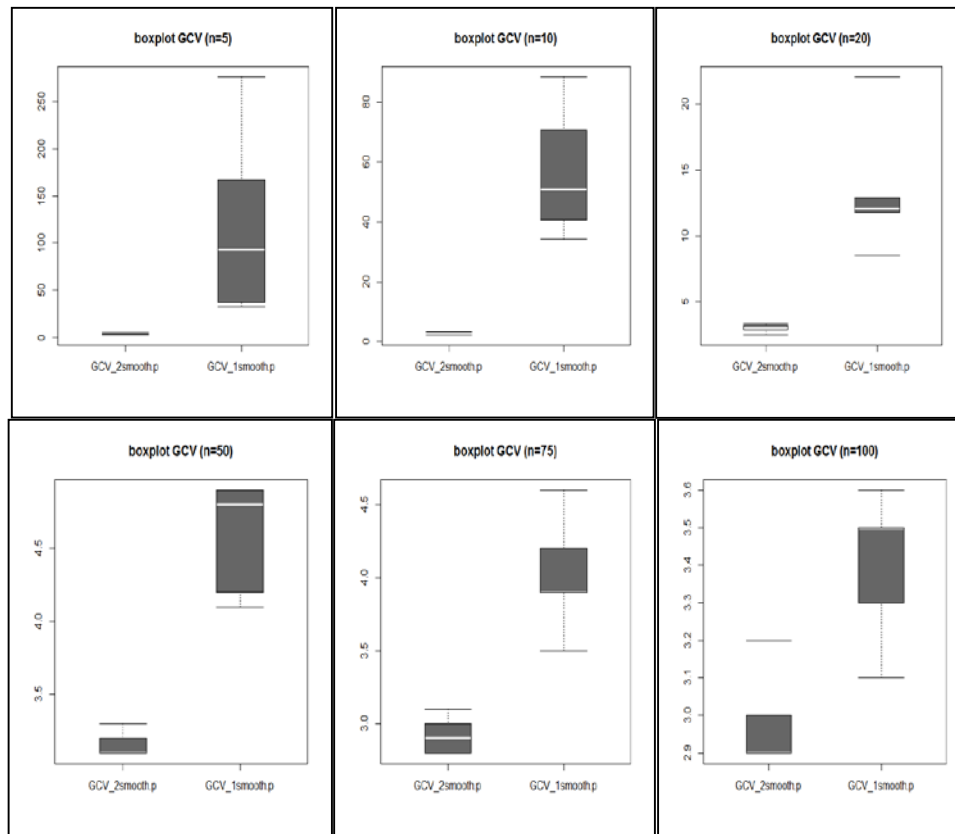 boxplot GCV (n=5)
250
200
150
100
50
0
GCV_2smooth.p GCV_1smooth.p
boxplot GCV (n=10)
80
60
40
20
0
GCV_2smooth.p GCV_1smooth.p
boxplot GCV (n=20)
20
15
10
5
GCV_2smooth.p GCV_1smooth.p
boxplot GCV (n=50)
4.5
4.0
3.5
GCV_2smooth.p GCV_1smooth.p
boxplot GCV (n=75)
4.5
4.0
3.5
3.0
GCV_2smooth.p GCV_1smooth.p
boxplot GCV (n=100)
3.6
3.5
3.4
3.3
3.2
3.1
3.0
2.9
GCV_2smooth.p GCV_1smooth.p